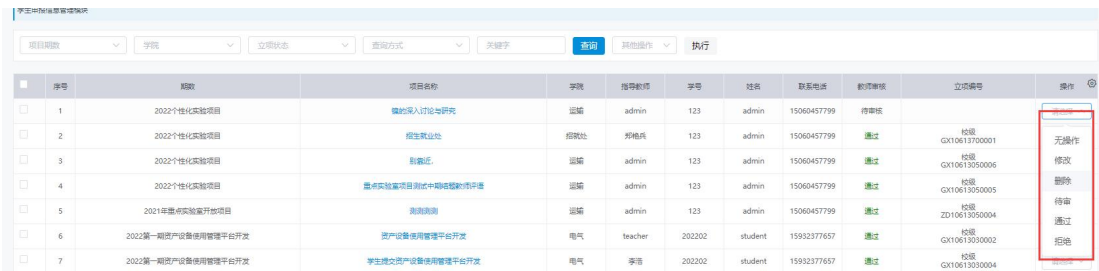 学生申报信息管理模块
项目期数 学院 立项状态 查询方式 关键字 查询 其他操作 执行
序号 期数 项目名称 学院 指导教师 学号 姓名 联系电话 教师审核 立项编号 操作
1 2022个性化实验项目 的深入讨论与研究 运输 admin 123 admin 15060457799 待审核
2 2022个性化实验项目 招生就业处 招就处 郑艳兵 123 admin 15060457799 通过 校级 GX10613700001
3 2022个性化实验项目 别靠近. 运输 admin 123 admin 15060457799 通过 校级 GX10613050006
4 2022个性化实验项目 重点实验室项目测试中期结题教师评语 运输 admin 123 admin 15060457799 通过 校级 GX10613050005
5 2021年重点实验室开放项目 测测测测 运输 admin 123 admin 15060457799 通过 校级 ZD10613050004
6 2022第一期资产设备使用管理平台开发 资产设备使用管理平台开发 电气 teacher 202202 student 15932377657 通过 校级 GX10613030002
7 2022第一期资产设备使用管理平台开发 学生提交资产设备使用管理平台开发 电气 李浩 202202 student 15932377657 通过 校级 GX10613030004
无操作
修改
删除
待审
通过
拒绝